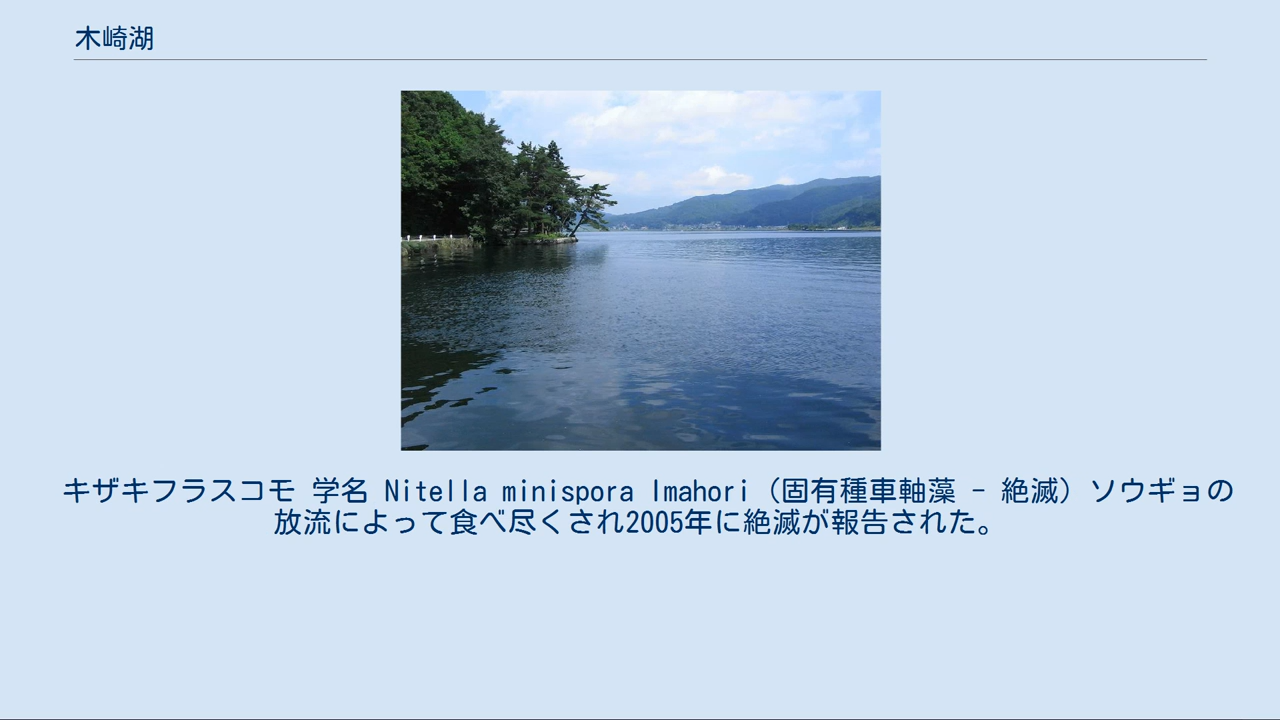 木崎湖
キザキフラスコモ 学名 Nitella minispora Imahori（固有種車軸藻 - 絶滅）ソウギョの
放流によって食べ尽くされ2005年に絶滅が報告された。